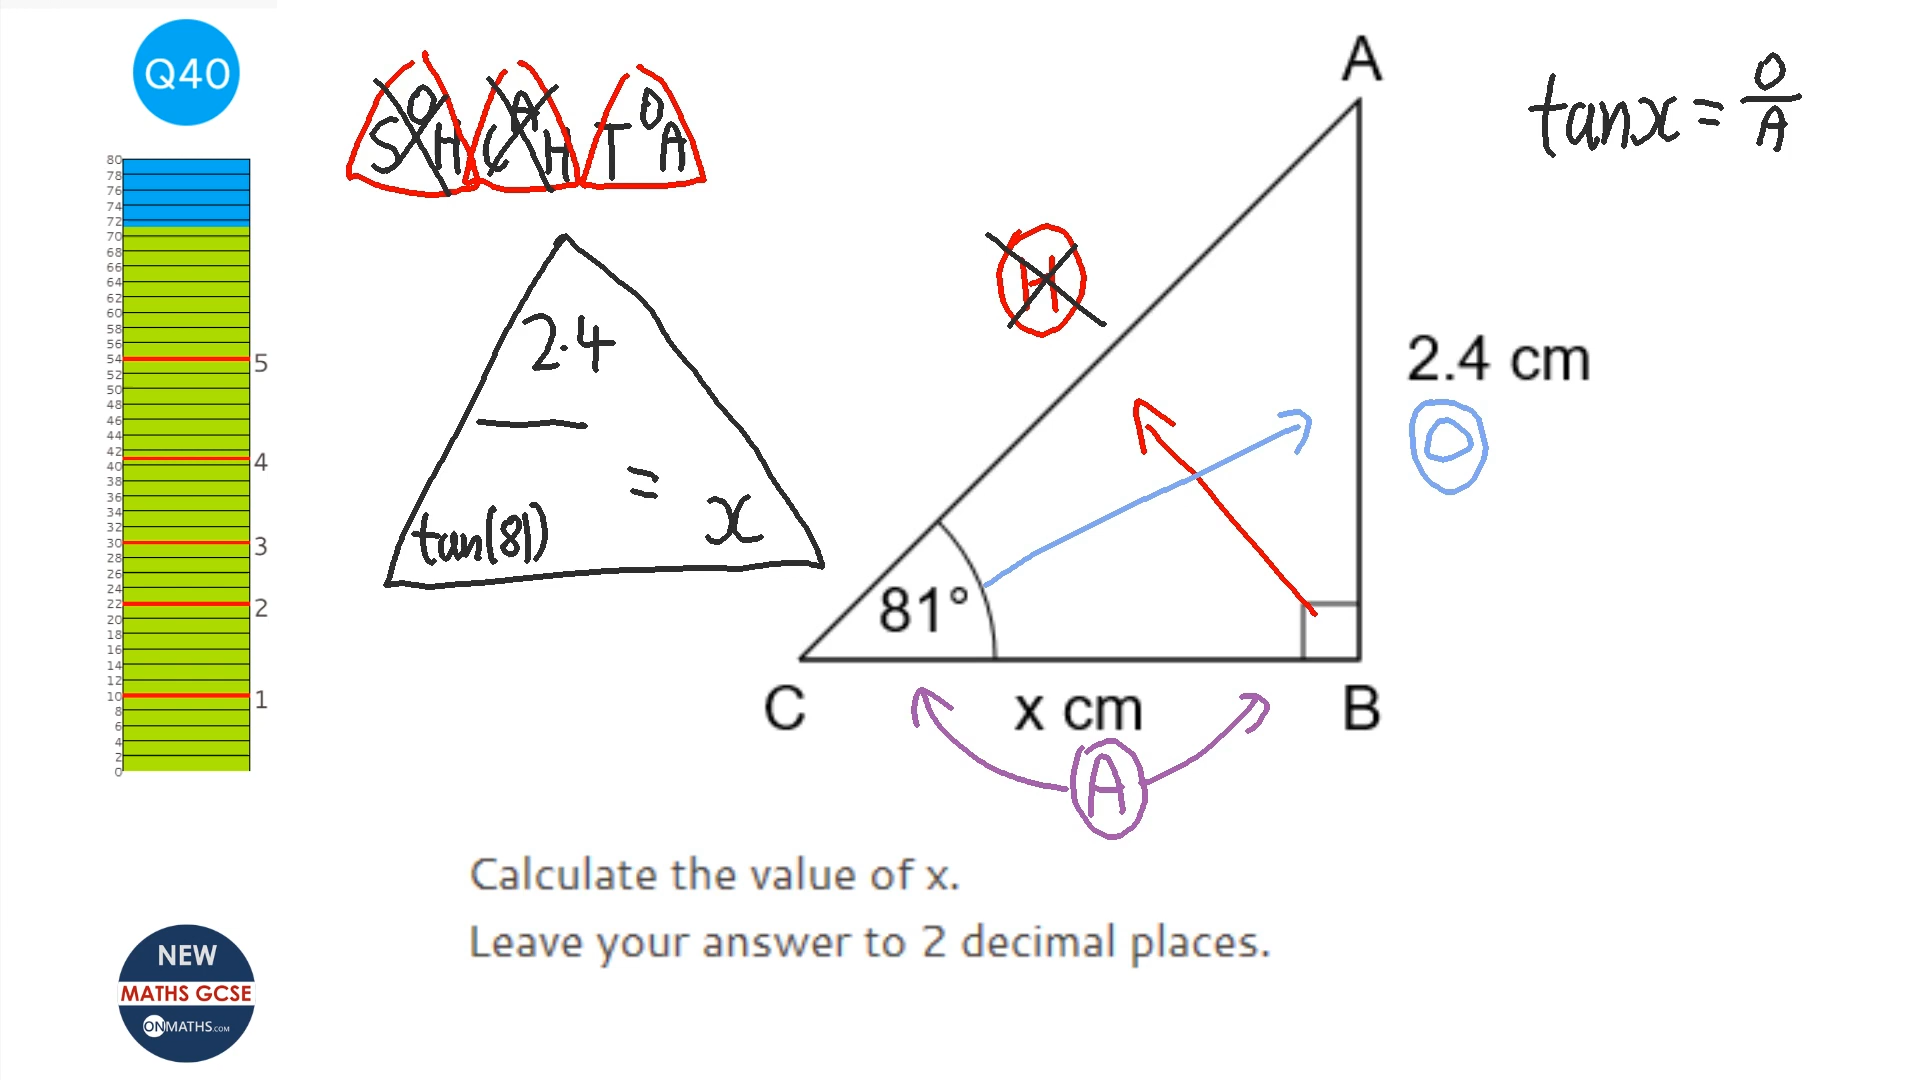 Q40
80
78
76
74
72
70
68
66
64
62
60
58
56
54
52
50
48
46
44
42
40
38
36
34
32
30
28
26
24
22
20
18
16
14
12
10
8
6
4
2
0
5
4
3
2
1
S O H C A H T O A
2.4
tan(81) = x
A
tanx = O/A
H
2.4 cm
O
81°
C
x cm
B
A
Calculate the value of x.
Leave your answer to 2 decimal places.
NEW
MATHS GCSE
ONMATHS.COM